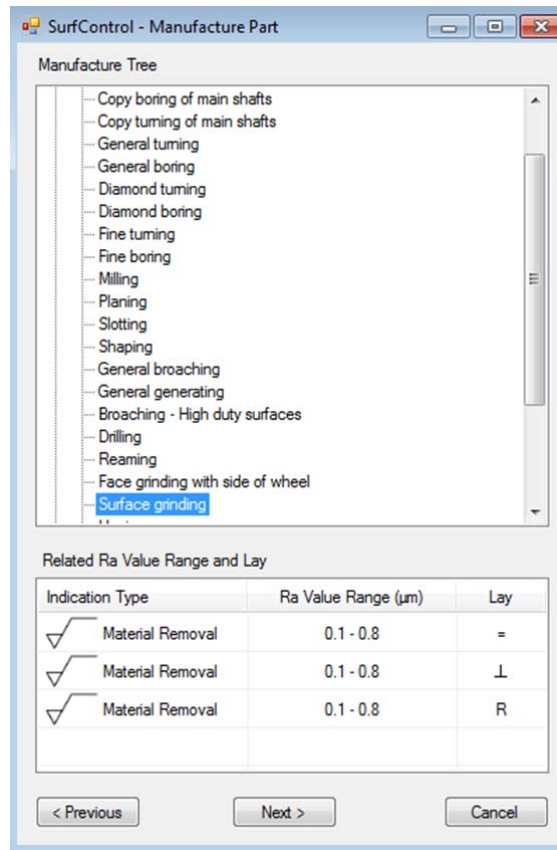 SurfControl - Manufacture Part
Manufacture Tree
Copy boring of main shafts
Copy turning of main shafts
General turning
General boring
Diamond turning
Diamond boring
Fine turning
Fine boring
Milling
Planing
Slotting
Shaping
General broaching
General generating
Broaching - High duty surfaces
Drilling
Reaming
Face grinding with side of wheel
Surface grinding
Related Ra Value Range and Lay
Indication Type Ra Value Range (μm) Lay
Material Removal 0.1 - 0.8 =
Material Removal 0.1 - 0.8 ⊥
Material Removal 0.1 - 0.8 R
< Previous Next > Cancel